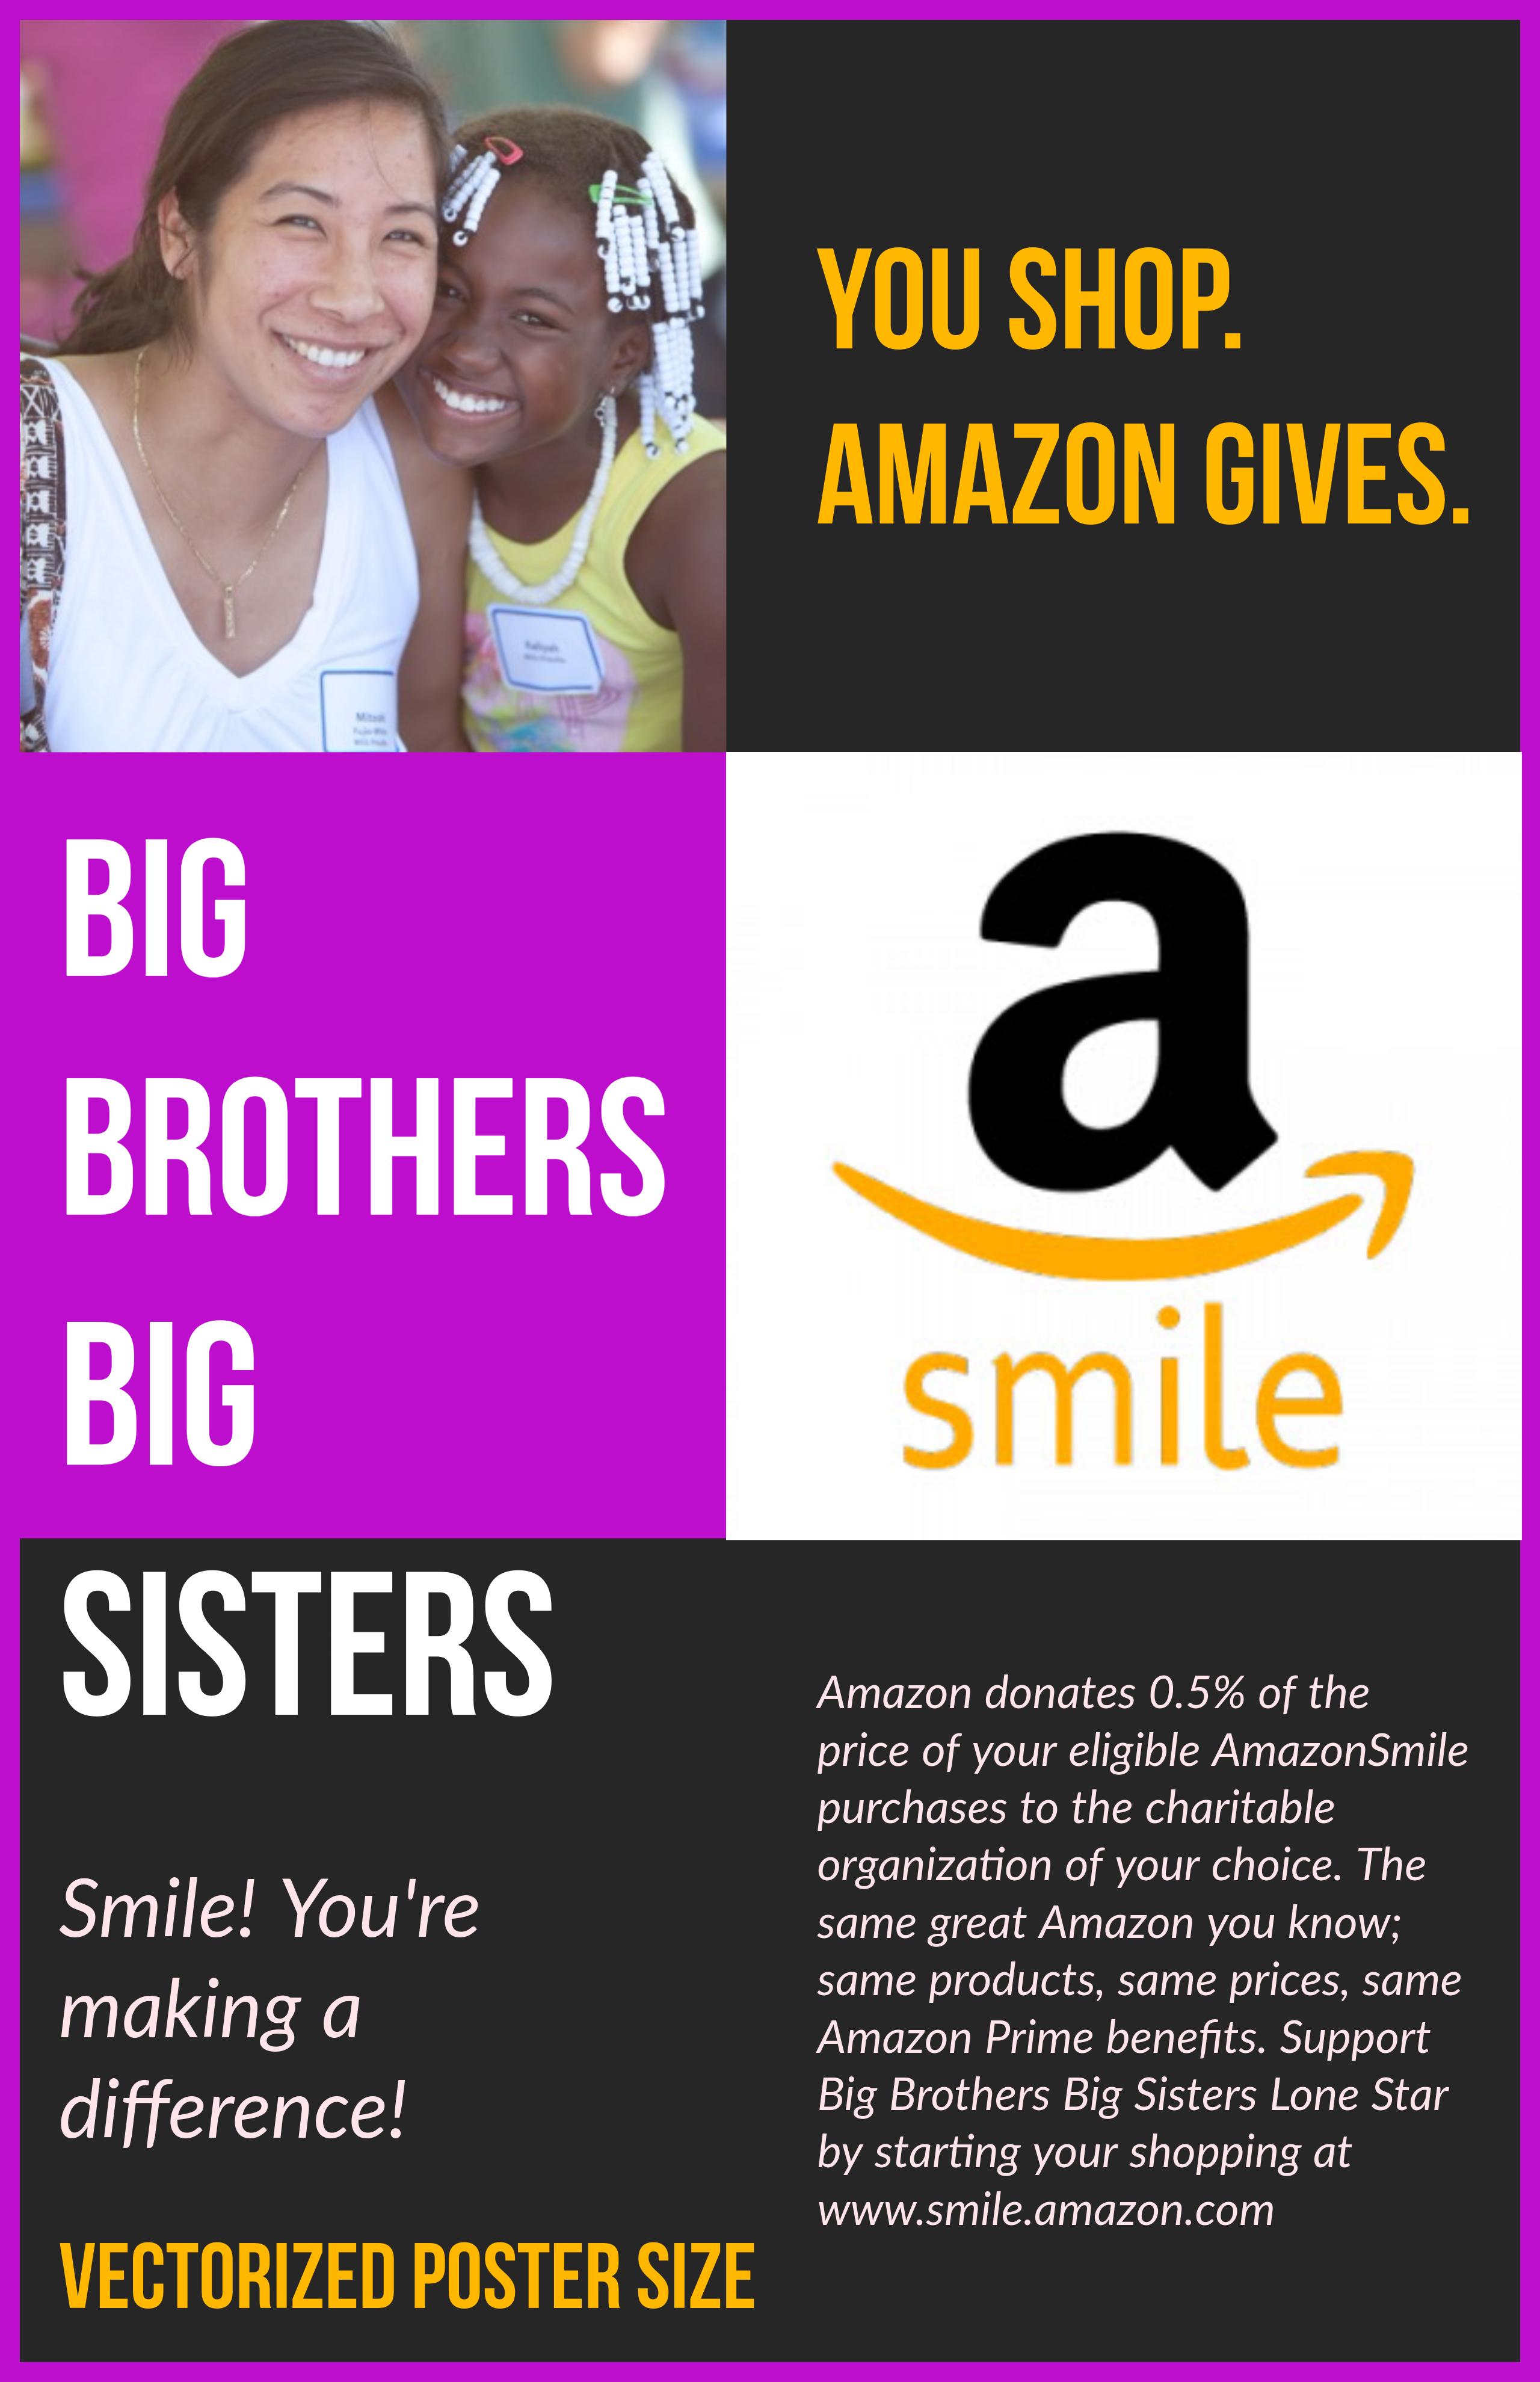 YOU SHOP.
AMAZON GIVES.
BIG
BROTHERS
BIG
SISTERS
a
smile
Smile! You're
making a
difference!
VECTORIZED POSTER SIZE
Amazon donates 0.5% of the
price of your eligible AmazonSmile
purchases to the charitable
organization of your choice. The
same great Amazon you know;
same products, same prices, same
Amazon Prime benefits. Support
Big Brothers Big Sisters Lone Star
by starting your shopping at
www.smile.amazon.com